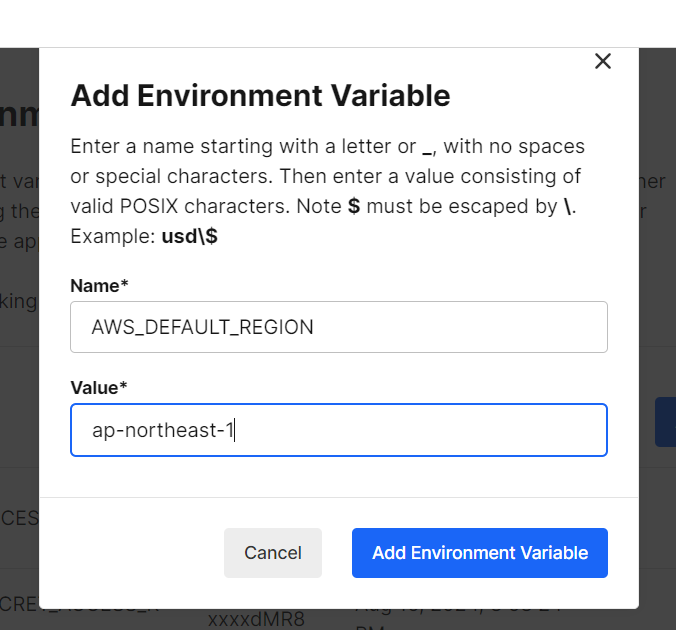 Add Environment Variable
Enter a name starting with a letter or _, with no spaces
or special characters. Then enter a value consisting of
valid POSIX characters. Note $ must be escaped by \.
Example: usd\$
Name*
AWS_DEFAULT_REGION
Value*
ap-northeast-1
Cancel
Add Environment Variable
xxxxdMR8